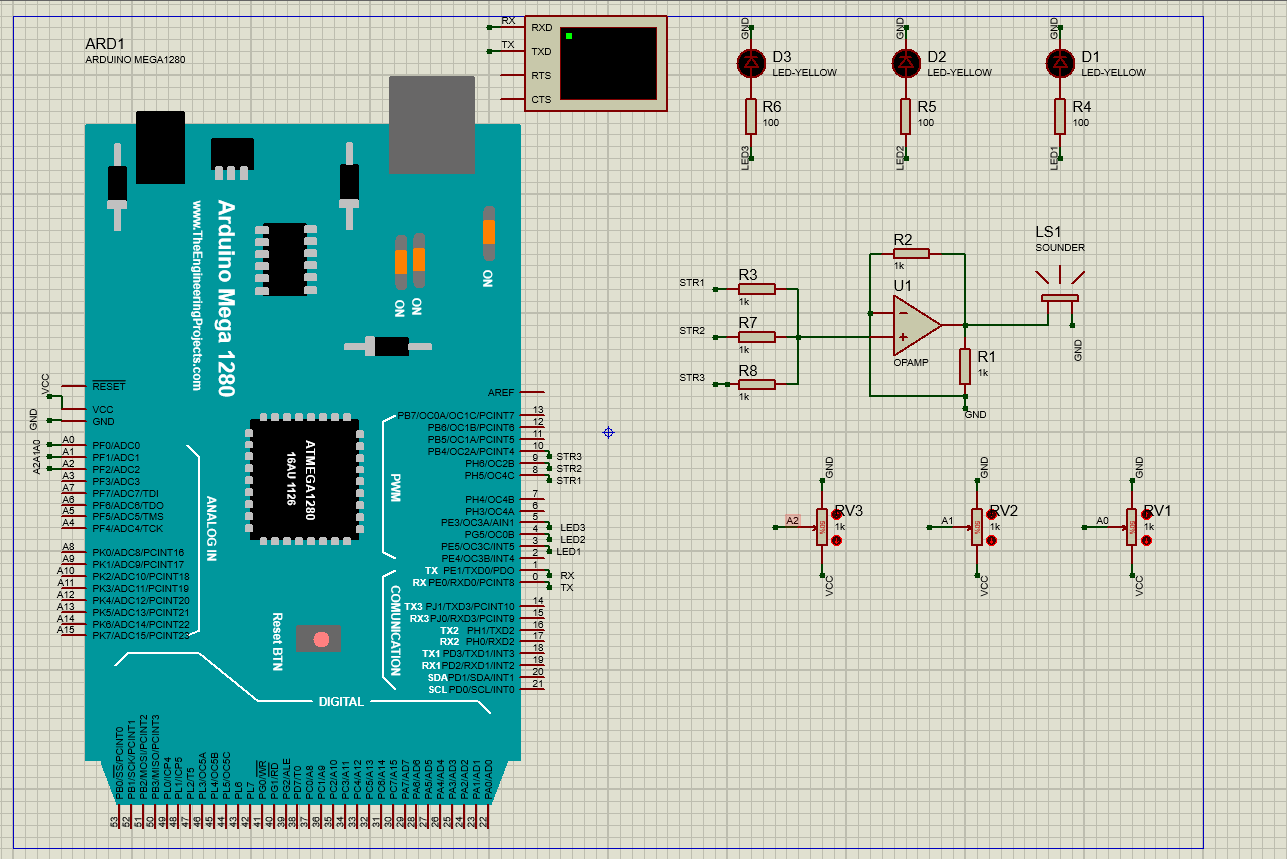 ARD1
ARDUINO MEGA1280
RX
TX
RXD
TXD
RTS
CTS
GND
D3
LED-YELLOW
R6
100
LED3
GND
D2
LED-YELLOW
R5
100
LED2
GND
D1
LED-YELLOW
R4
100
LED1
Arduino Mega 1280
www.TheEngineeringProjects.com
ON
ON
ON
STR1
STR2
STR3
R3
1k
R7
1k
R8
1k
R2
1k
U1
OPAMP
R1
1k
GND
LS1
SOUNDER
GND
VCC
GND
A2A1A0
RESET
VCC
GND
A0 PF0/ADC0
A1 PF1/ADC1
A2 PF2/ADC2
A3 PF3/ADC3
A7 PF7/ADC7/TDI
A6 PF6/ADC6/TDO
A5 PF5/ADC5/TMS
A4 PF4/ADC4/TCK
A8 PK0/ADC8/PCINT16
A9 PK1/ADC9/PCINT17
A10 PK2/ADC10/PCINT18
A11 PK3/ADC11/PCINT19
A12 PK4/ADC12/PCINT20
A13 PK5/ADC13/PCINT21
A14 PK6/ADC14/PCINT22
A15 PK7/ADC15/PCINT23
ANALOG IN
ATMEGA1280
16AU 1126
PWM
COMUNICATION
Reset BTN
DIGITAL
AREF
PB7/OC0A/OC1C/PCINT7 13
PB6/OC1B/PCINT6 12
PB5/OC1A/PCINT5 11
PB4/OC2A/PCINT4 10
PH6/OC2B 9
PH5/OC4C 8
PH4/OC4B 7
PH3/OC4A 6
PE3/OC3A/AIN1 5
PG5/OC0B 4
PE5/OC3C/INT5 3
PE4/OC3B/INT4 2
TX PE1/TXD0/PDO 1
RX PE0/RXD0/PCINT8 0
TX3 PJ1/TXD3/PCINT10 14
RX3 PJ0/RXD3/PCINT9 15
TX2 PH1/TXD2 16
RX2 PH0/RXD2 17
TX1 PD3/TXD1/INT3 18
RX1 PD2/RXD1/INT2 19
SDA PD1/SDA/INT1 20
SCL PD0/SCL/INT0 21
STR3
STR2
STR1
LED3
LED2
LED1
RX
TX
GND
A2
RV3
1k
50%
VCC
GND
A1
RV2
1k
50%
VCC
GND
A0
RV1
1k
50%
VCC
PB0/SS/PCINT0 53
PB1/SCK/PCINT1 52
PB2/MOSI/PCINT2 51
PB3/MISO/PCINT3 50
PL0/ICP4 49
PL1/ICP5 48
PL2/T5 47
PL3/OC5A 46
PL4/OC5B 45
PL5/OC5C 44
PL6 43
PL7 42
PG0/WR 41
PG1/RD 40
PG2/ALE 39
PD7/T0 38
PC0/A8 37
PC1/A9 36
PC2/A10 35
PC3/A11 34
PC4/A12 33
PC5/A13 32
PC6/A14 31
PC7/A15 30
PA7/AD7 29
PA6/AD6 28
PA5/AD5 27
PA4/AD4 26
PA3/AD3 25
PA2/AD2 24
PA1/AD1 23
PA0/AD0 22